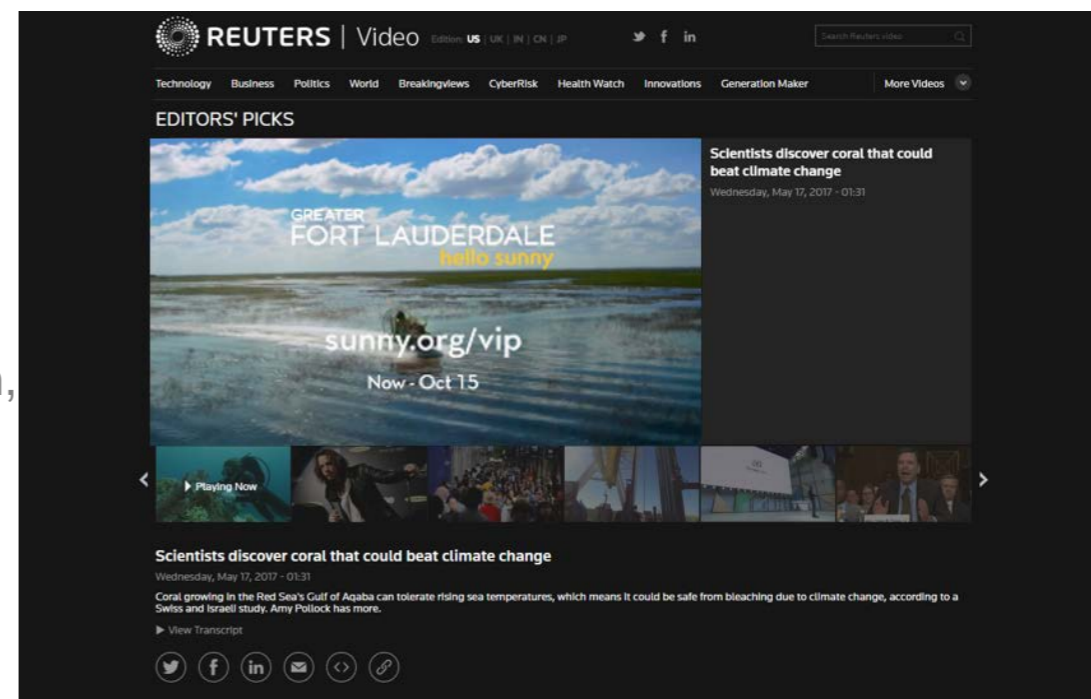 REUTERS | Video Edition: US | UK | IN | CN | JP
Search Reuters video
Technology Business Politics World Breakingviews CyberRisk Health Watch Innovations Generation Maker More Videos
EDITORS' PICKS
GREATER
FORT LAUDERDALE
hello sunny
sunny.org/vip
Now - Oct 15
Scientists discover coral that could
beat climate change
Wednesday, May 17, 2017 - 01:31
Playing Now
Scientists discover coral that could beat climate change
Wednesday, May 17, 2017 - 01:31
Coral growing in the Red Sea's Gulf of Aqaba can tolerate rising sea temperatures, which means it could be safe from bleaching due to climate change, according to a
Swiss and Israeli study. Amy Pollock has more.
View Transcript